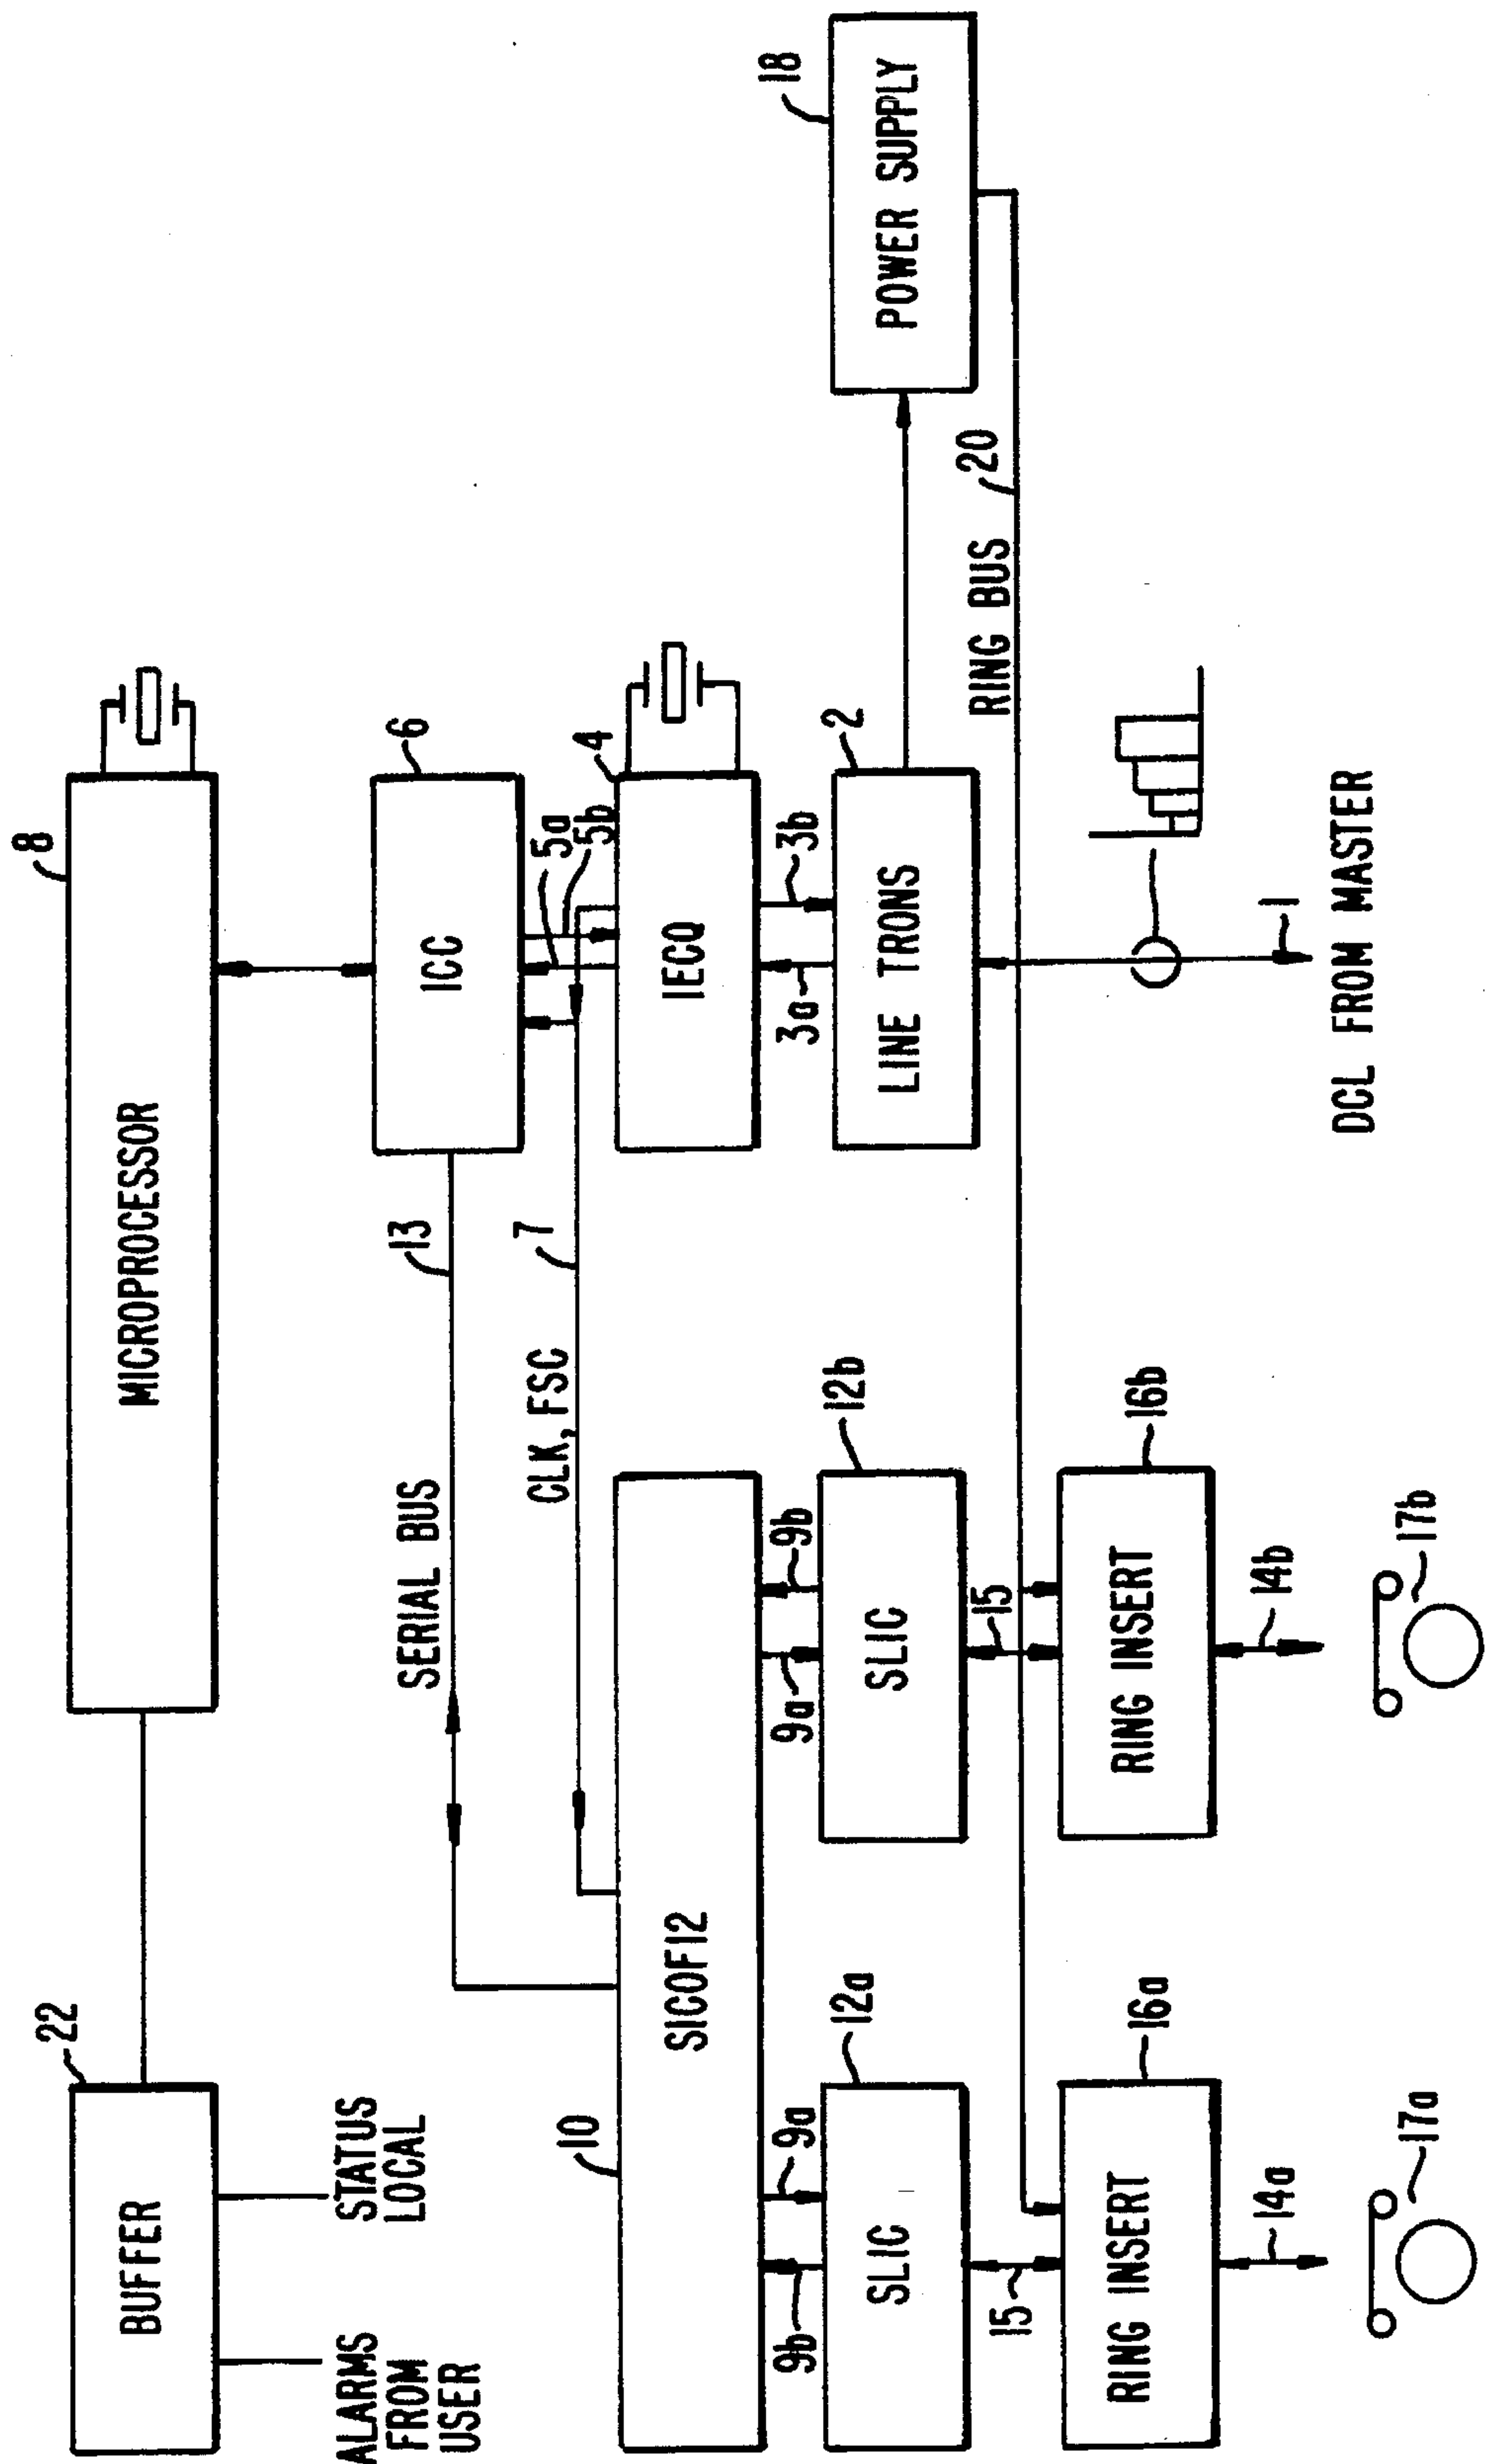 22
BUFFER
ALARMS
FROM
USER
STATUS
LOCAL
8
MICROPROCESSOR
SERIAL BUS
13
6
ICC
CLK, FSC
7
5a
5b
4
IECQ
10
SICOFI2
3a
3b
9b
9a
9a
9b
12a
SLIC
12b
SLIC
2
LINE TRONS
18
POWER SUPPLY
15
15
RING BUS
20
16a
RING INSERT
16b
RING INSERT
14a
14b
1
DCL FROM MASTER
17a
17b